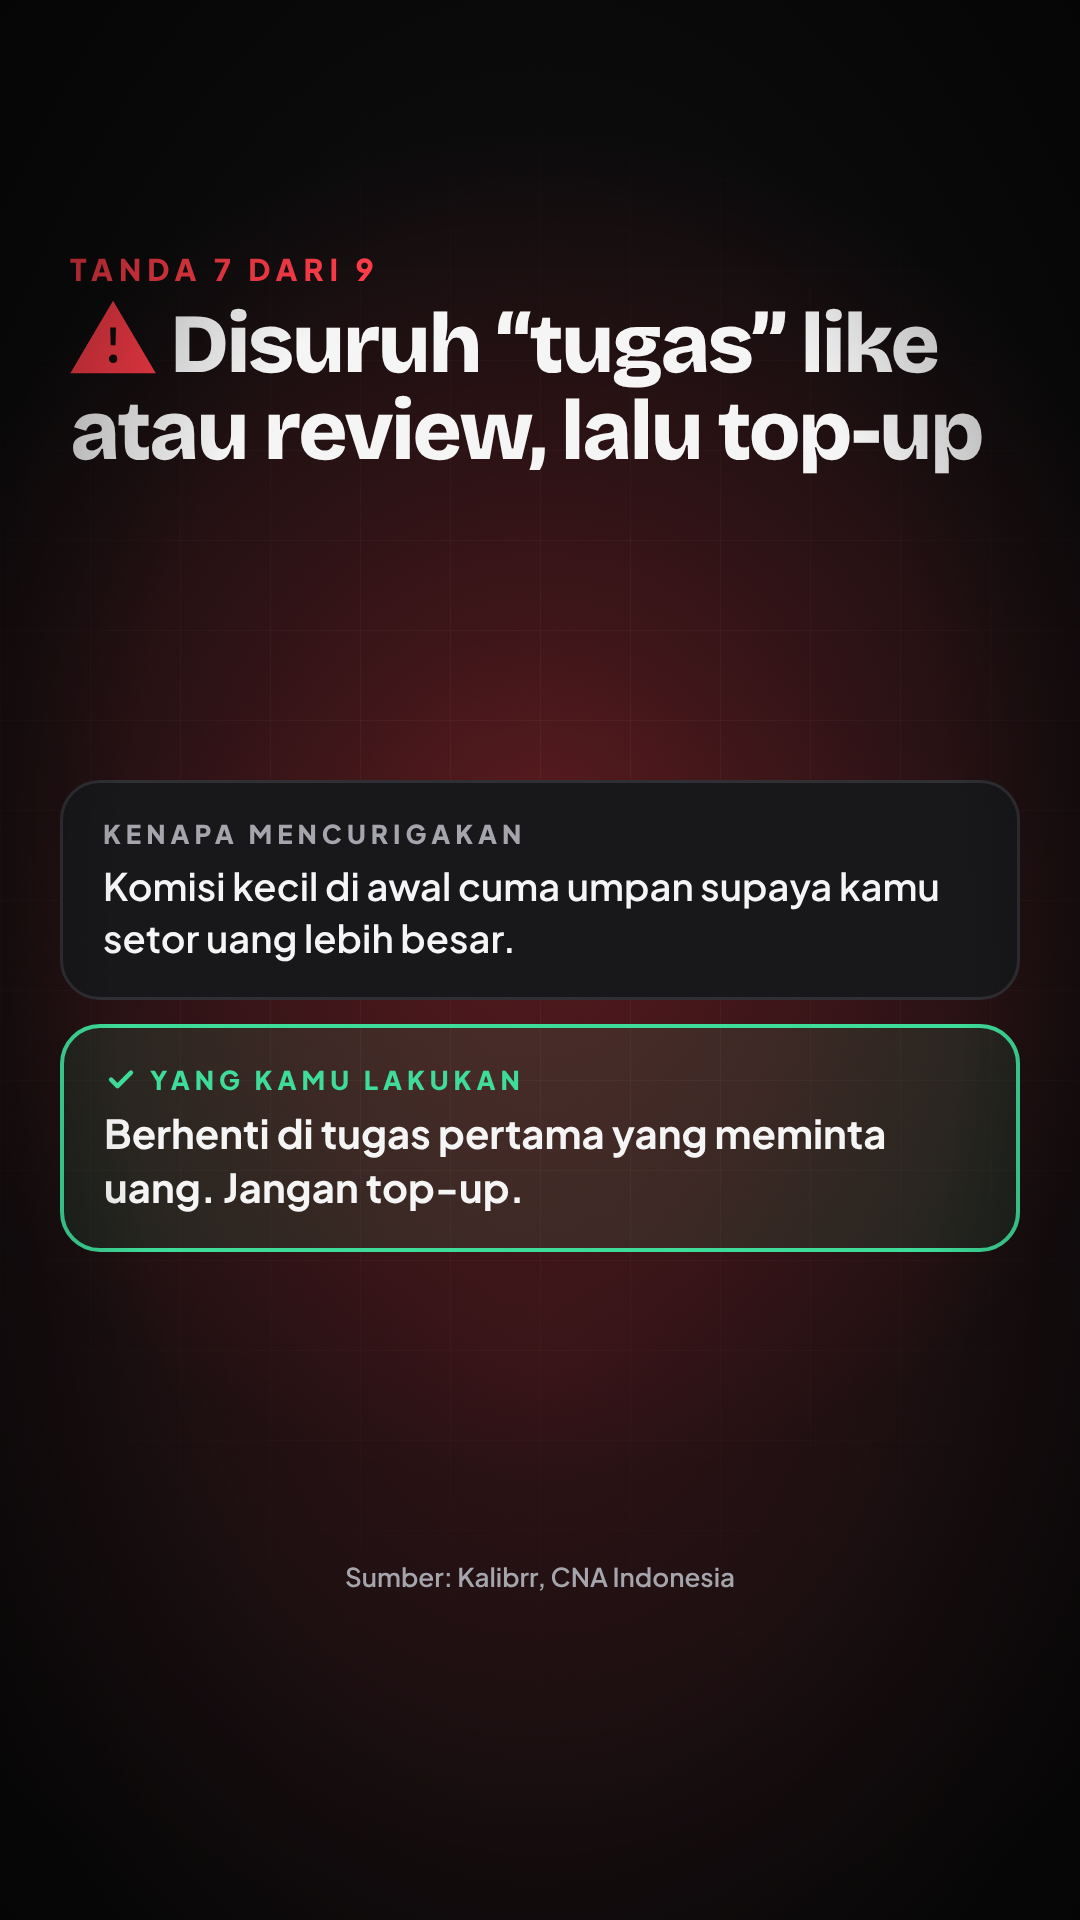 TANDA 7 DARI 9
Disuruh “tugas” like
atau review, lalu top-up
KENAPA MENCURIGAKAN
Komisi kecil di awal cuma umpan supaya kamu
setor uang lebih besar.
YANG KAMU LAKUKAN
Berhenti di tugas pertama yang meminta
uang. Jangan top-up.
Sumber: Kalibrr, CNA Indonesia